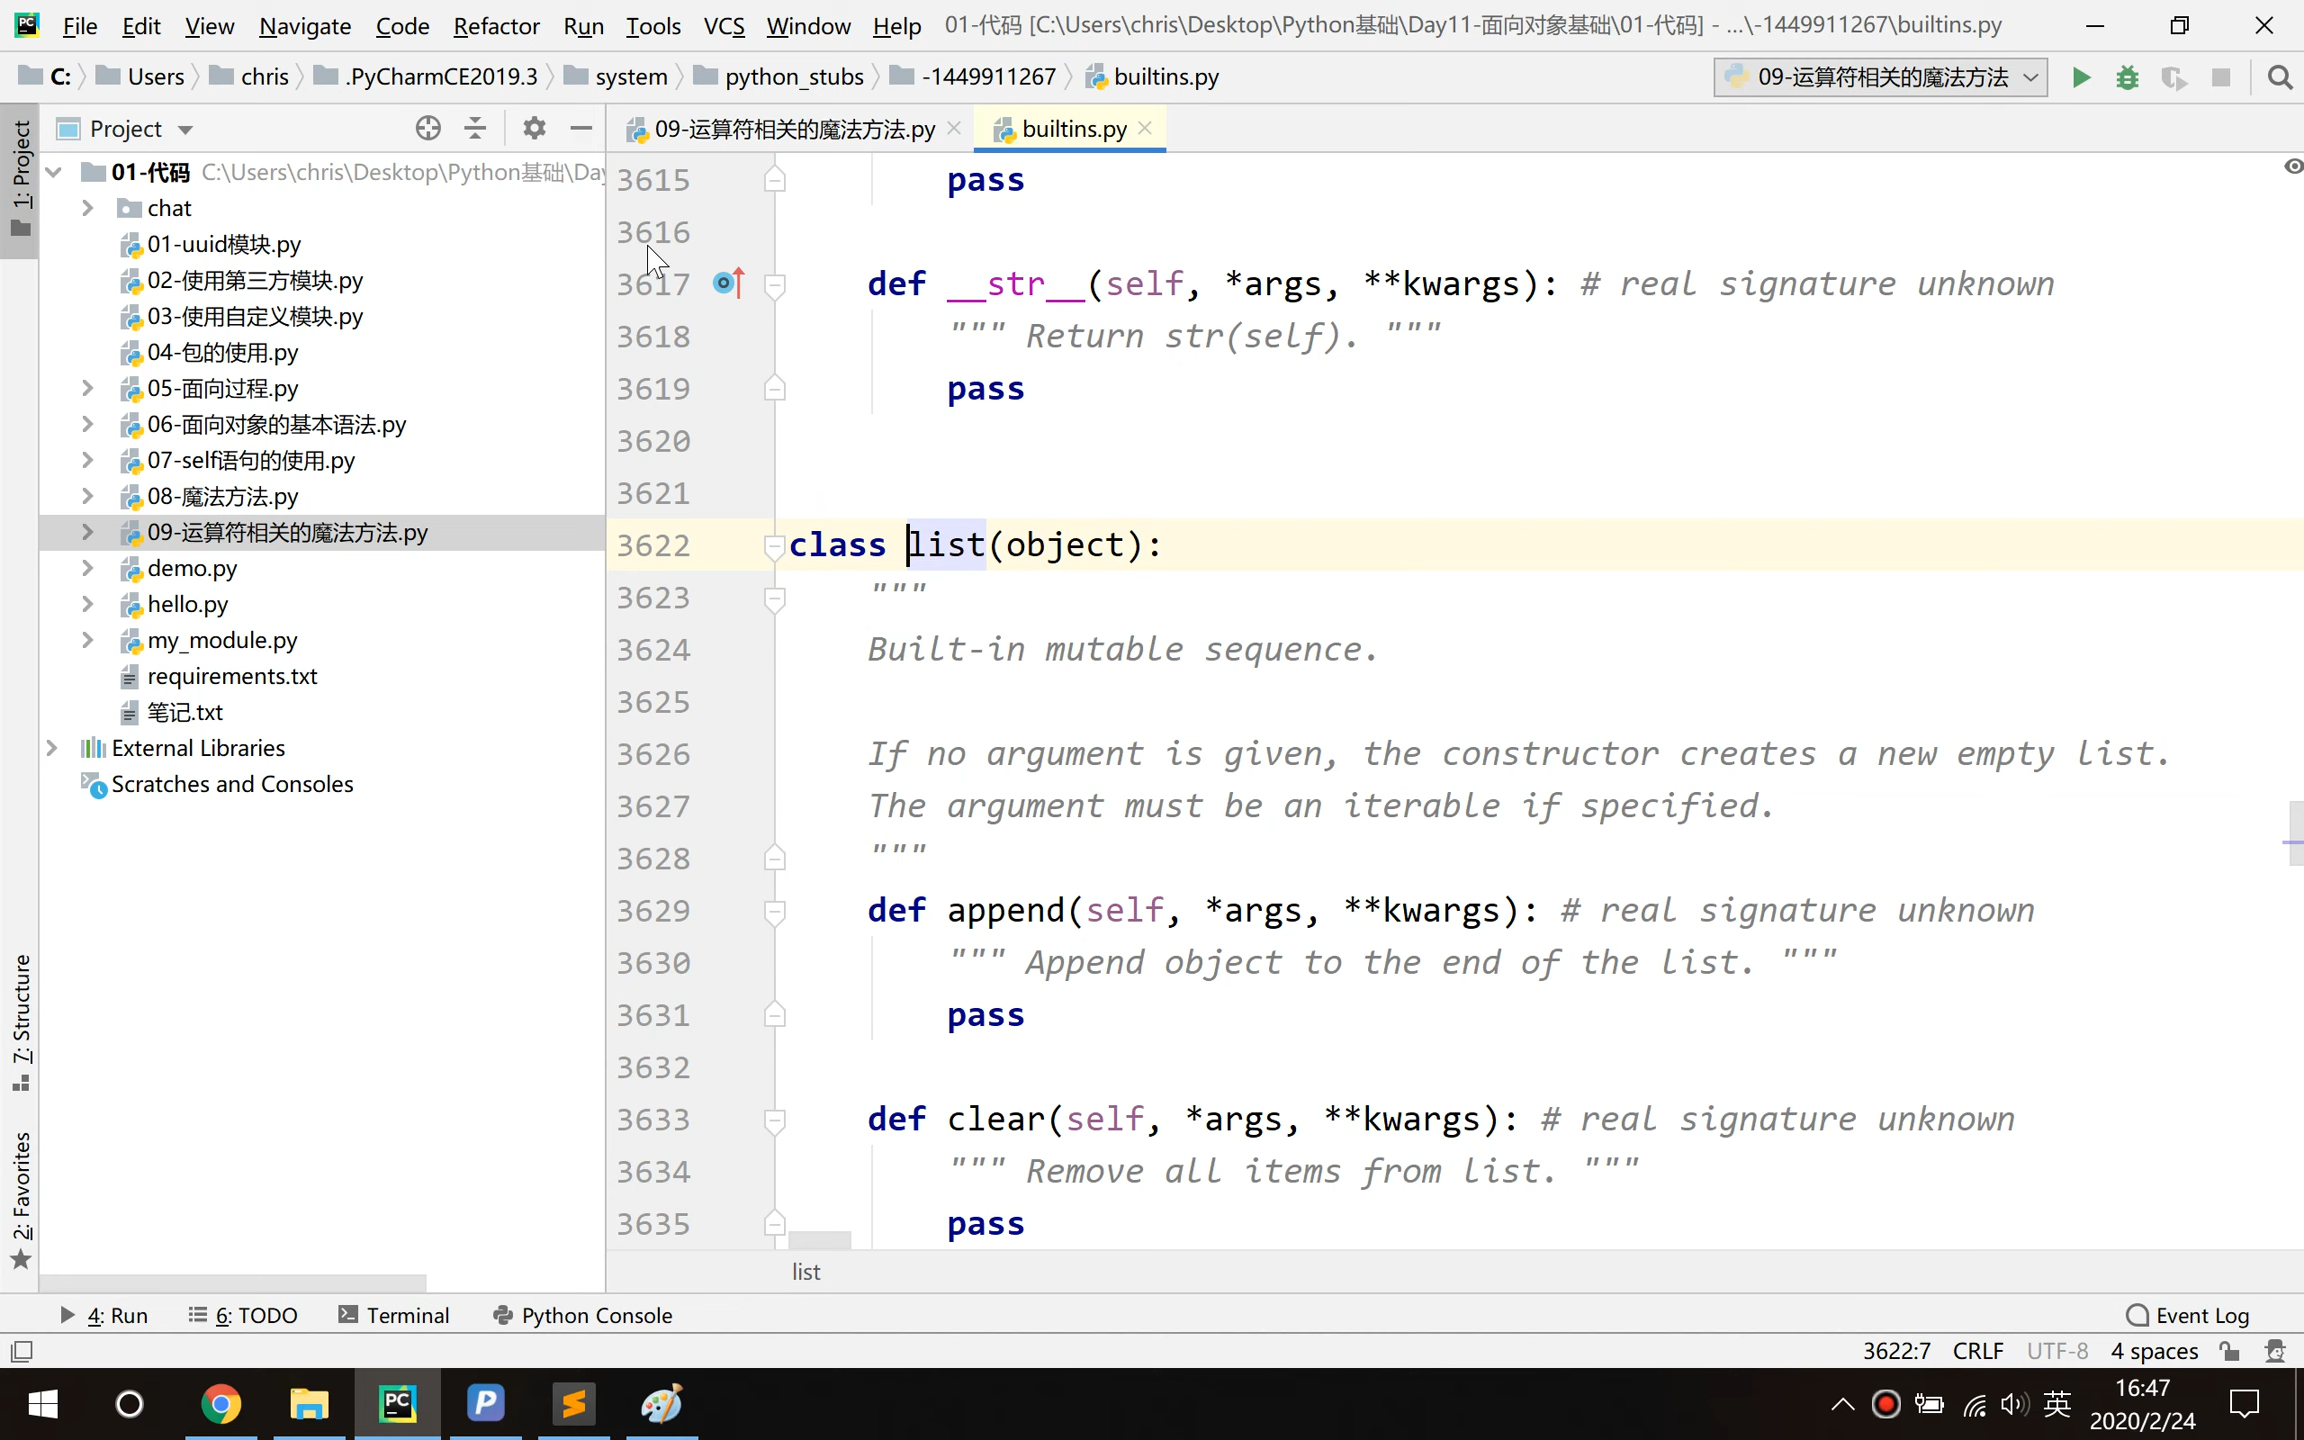 File Edit View Navigate Code Refactor Run Tools VCS Window Help 01-代码 [C:\Users\chris\Desktop\Python基础\Day11-面向对象基础\01-代码] - ...\-1449911267\builtins.py
C: Users chris .PyCharmCE2019.3 system python_stubs -1449911267 builtins.py 09-运算符相关的魔法方法
Project 09-运算符相关的魔法方法.py builtins.py
1: Project
01-代码 C:\Users\chris\Desktop\Python基础\Day
chat
01-uuid模块.py
02-使用第三方模块.py
03-使用自定义模块.py
04-包的使用.py
05-面向过程.py
06-面向对象的基本语法.py
07-self语句的使用.py
08-魔法方法.py
09-运算符相关的魔法方法.py
demo.py
hello.py
my_module.py
requirements.txt
笔记.txt
External Libraries
Scratches and Consoles
7: Structure
2: Favorites
3615 pass
3616
3617 def __str__(self, *args, **kwargs): # real signature unknown
3618 """ Return str(self). """
3619 pass
3620
3621
3622 class list(object):
3623 """
3624 Built-in mutable sequence.
3625
3626 If no argument is given, the constructor creates a new empty list.
3627 The argument must be an iterable if specified.
3628 """
3629 def append(self, *args, **kwargs): # real signature unknown
3630 """ Append object to the end of the list. """
3631 pass
3632
3633 def clear(self, *args, **kwargs): # real signature unknown
3634 """ Remove all items from list. """
3635 pass
list
4: Run 6: TODO Terminal Python Console Event Log
3622:7 CRLF UTF-8 4 spaces
英 16:47
2020/2/24